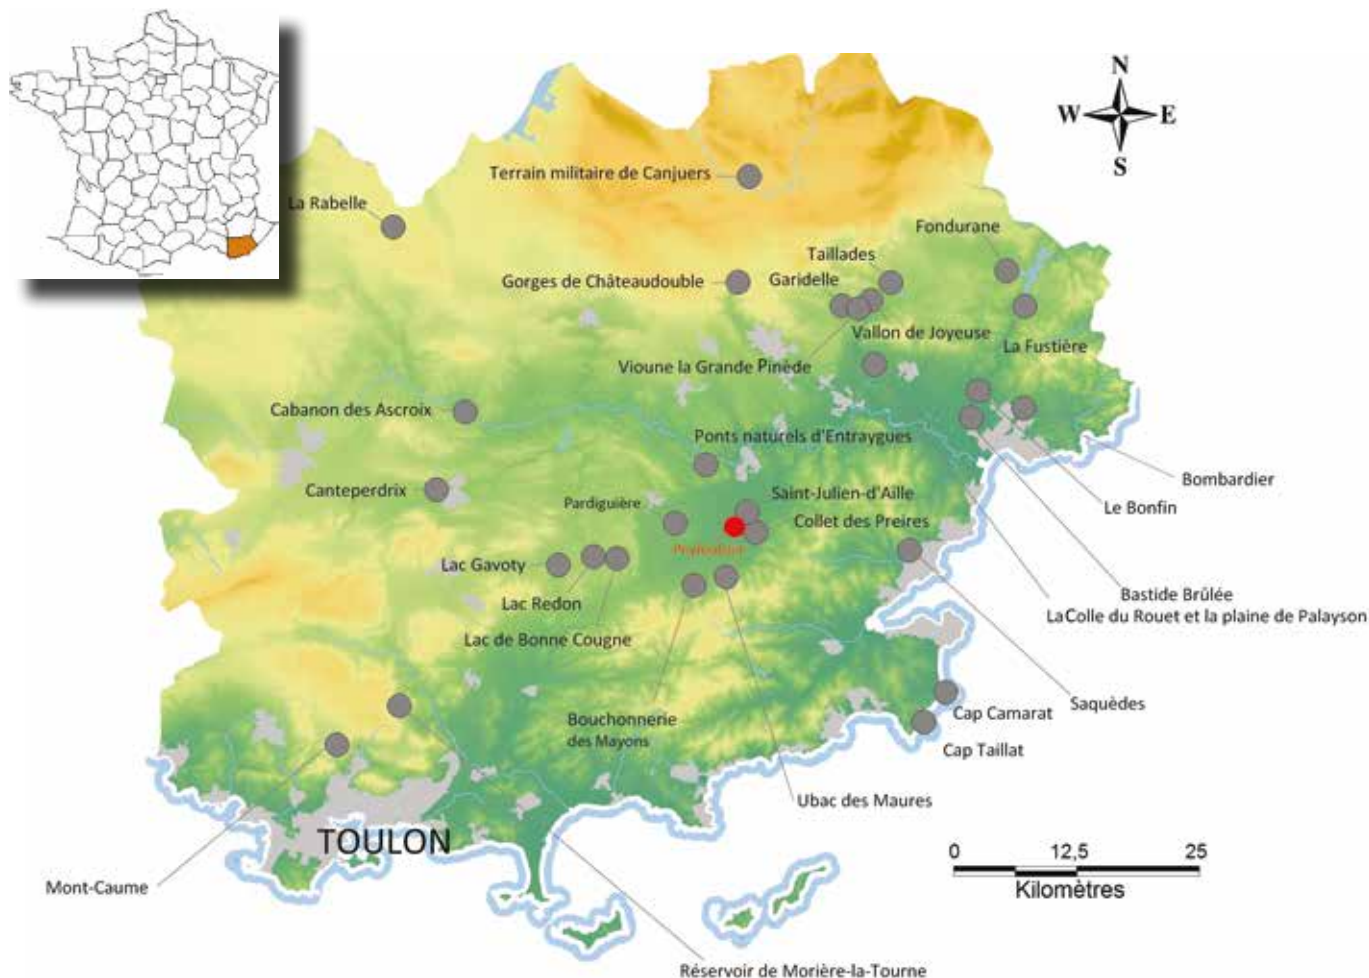 N
W E
S
Terrain militaire de Canjuers
La Rabelle
Fondurane
Taillades
Gorges de Châteaudouble
Garidelle
Vallon de Joyeuse
La Fustière
Vioune la Grande Pinède
Cabanon des Ascroix
Ponts naturels d'Entraygues
Bombardier
Canteperdrix
Saint-Julien-d'Aille
Pardiguière
Le Bonfin
Collet des Preires
Lac Gavoty
Bastide Brûlée
Lac Redon
La Colle du Rouet et la plaine de Palayson
Lac de Bonne Cougne
Saquèdes
Cap Camarat
Bouchonnerie
des Mayons
Cap Taillat
Ubac des Maures
TOULON
0 12,5 25
Kilomètres
Mont-Caume
Réservoir de Morière-la-Tourne